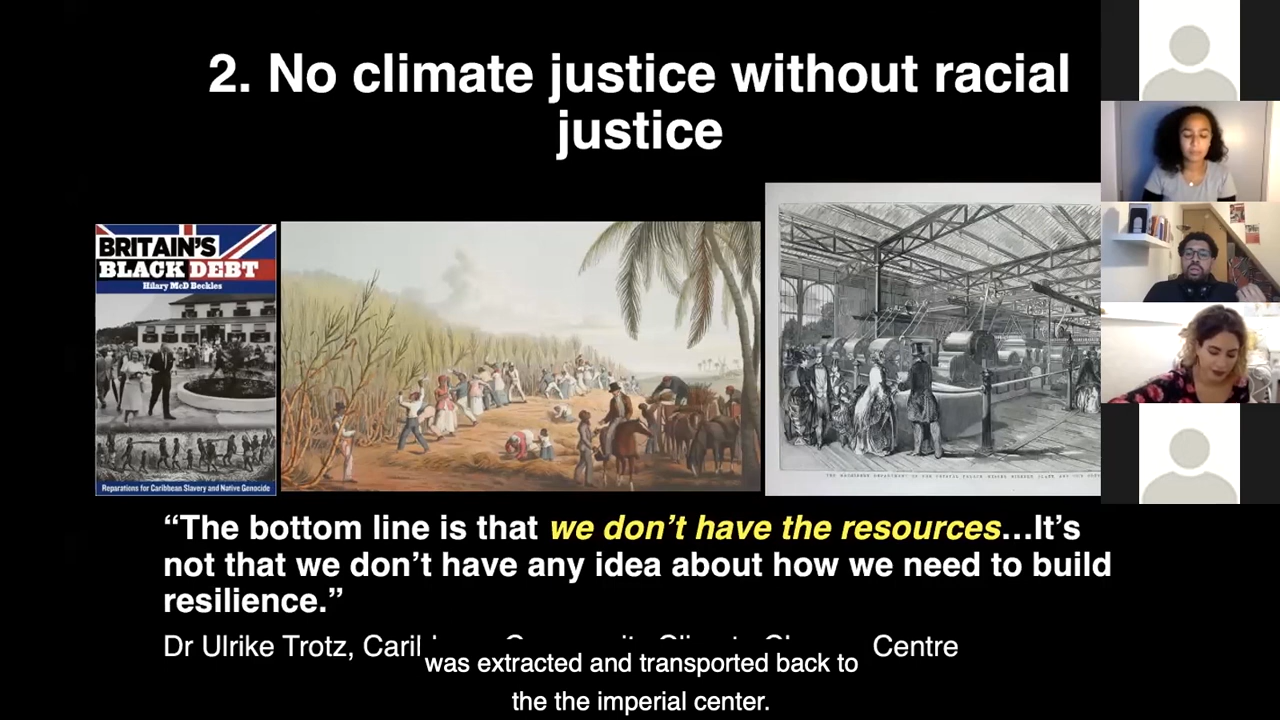 2. No climate justice without racial
justice
BRITAIN'S
BLACK DEBT
Hilary McD Beckles
Reparations for Caribbean Slavery and Native Genocide
“The bottom line is that we don’t have the resources…It’s
not that we don’t have any idea about how we need to build
resilience.”
Dr Ulrike Trotz, Centre
was extracted and transported back to
the the imperial center.